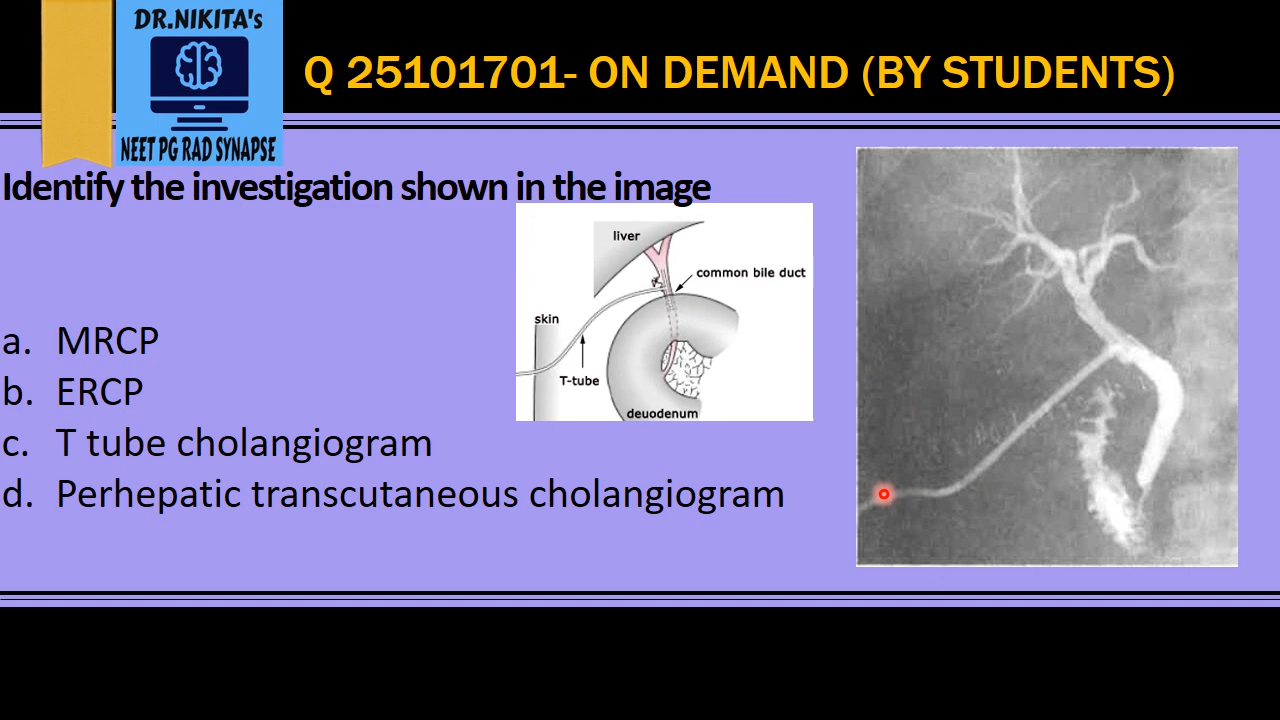 DR.NIKITA's
NEET PG RAD SYNAPSE
Q 25101701- ON DEMAND (BY STUDENTS)
Identify the investigation shown in the image
liver
common bile duct
skin
T-tube
deuodenum
a. MRCP
b. ERCP
c. T tube cholangiogram
d. Perhepatic transcutaneous cholangiogram